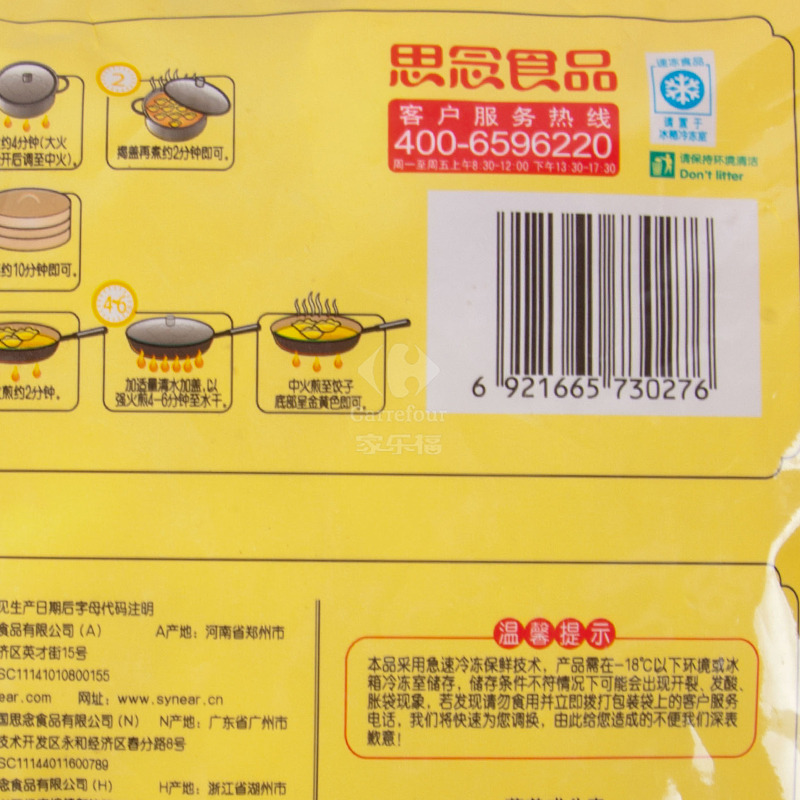 思念食品
客户服务热线
400-6596220
周一至周五上午8:30-12:00 下午13:30-17:30
速冻食品
请置于
冰箱冷冻室
请保持环境清洁
Don't litter
2
约4分钟(大火
开后调至中火)。
揭盖再煮约2分钟即可。
约10分钟即可。
4-6
煎约2分钟。
加适量清水加盖,以
强火煎4-6分钟至水干。
中火煎至饺子
底部呈金黄色即可。
6 921665 730276
Carrefour
家乐福
见生产日期后字母代码注明
食品有限公司(A) A产地:河南省郑州市
济区英才街15号
SC11141010800155
near.com 网址:www.synear.cn
国思念食品有限公司(N) N产地:广东省广州市
技术开发区永和经济区春分路8号
SC11144011600789
念食品有限公司(H) H产地:浙江省湖州市
温馨提示
本品采用急速冷冻保鲜技术,产品需在-18℃以下环境或冰
箱冷冻室储存,储存条件不符情况下可能会出现开裂、发酸、
胀袋现象,若发现请勿食用并立即拨打包装袋上的客户服务
电话,我们将快速为您调换,由此给您造成的不便我们深表
歉意!